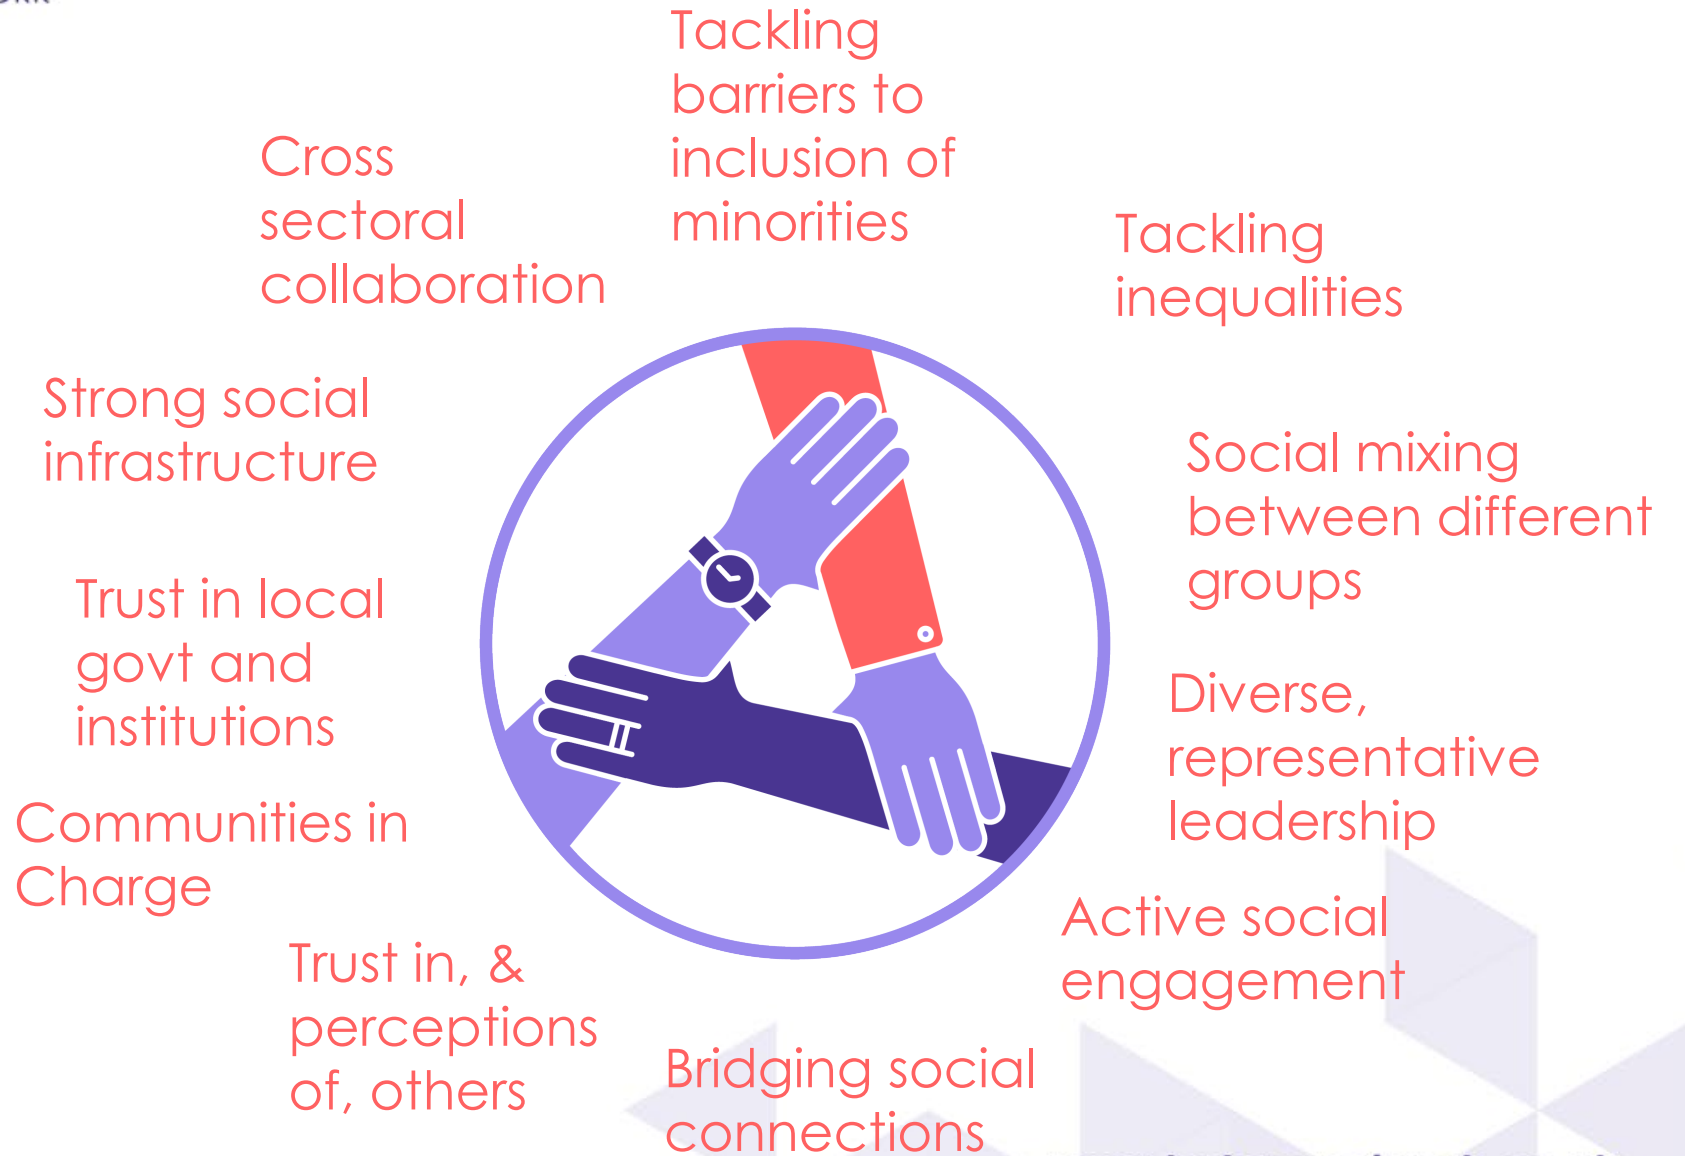 Tackling
barriers to
inclusion of
minorities
Cross
sectoral
collaboration
Tackling
inequalities
Strong social
infrastructure
Social mixing
between different
groups
Trust in local
govt and
institutions
Diverse,
representative
leadership
Communities in
Charge
Active social
engagement
Trust in, &
perceptions
of, others
Bridging social
connections